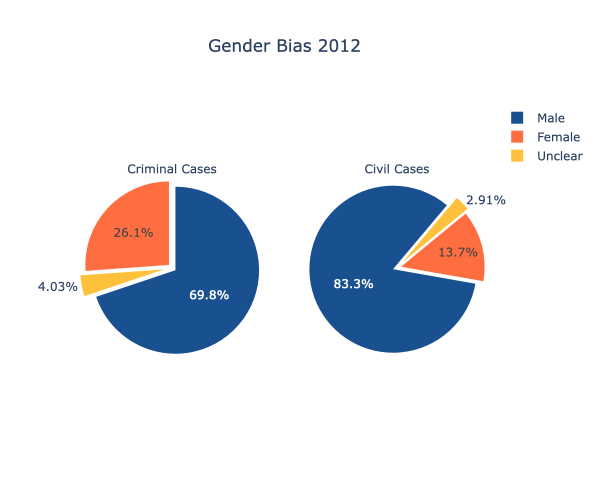 Gender Bias 2012
Male
Female
Unclear
Criminal Cases
Civil Cases
26.1%
4.03%
69.8%
2.91%
13.7%
83.3%